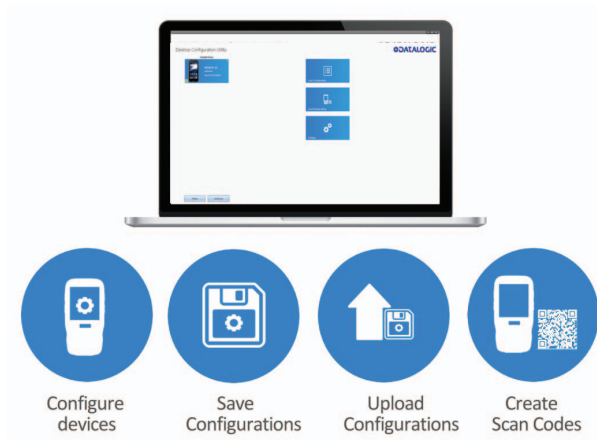 Desktop Configuration Utility
DATALOGIC
Configure
devices
Save
Configurations
Upload
Configurations
Create
Scan Codes